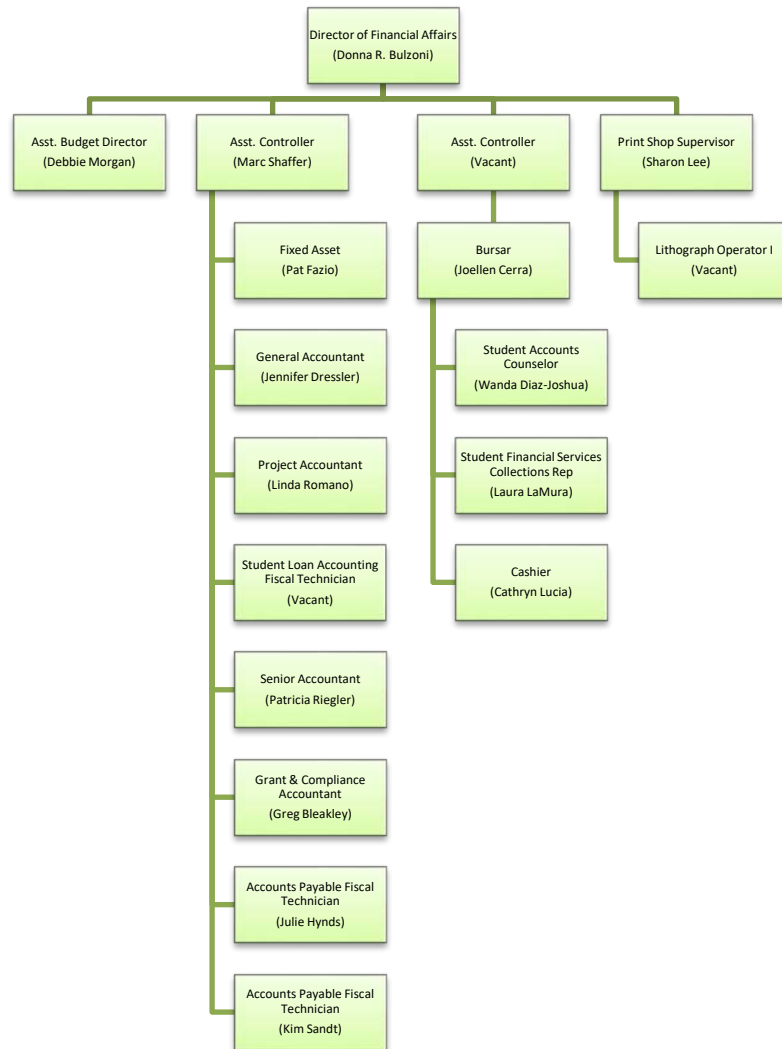 Director of Financial Affairs
(Donna R. Bulzoni)
Asst. Budget Director
(Debbie Morgan)
Asst. Controller
(Marc Shaffer)
Asst. Controller
(Vacant)
Print Shop Supervisor
(Sharon Lee)
Fixed Asset
(Pat Fazio)
General Accountant
(Jennifer Dressler)
Project Accountant
(Linda Romano)
Student Loan Accounting
Fiscal Technician
(Vacant)
Senior Accountant
(Patricia Riegler)
Grant & Compliance
Accountant
(Greg Bleakley)
Accounts Payable Fiscal
Technician
(Julie Hynds)
Accounts Payable Fiscal
Technician
(Kim Sandt)
Bursar
(Joellen Cerra)
Student Accounts
Counselor
(Wanda Diaz-Joshua)
Student Financial Services
Collections Rep
(Laura LaMura)
Cashier
(Cathryn Lucia)
Lithograph Operator I
(Vacant)